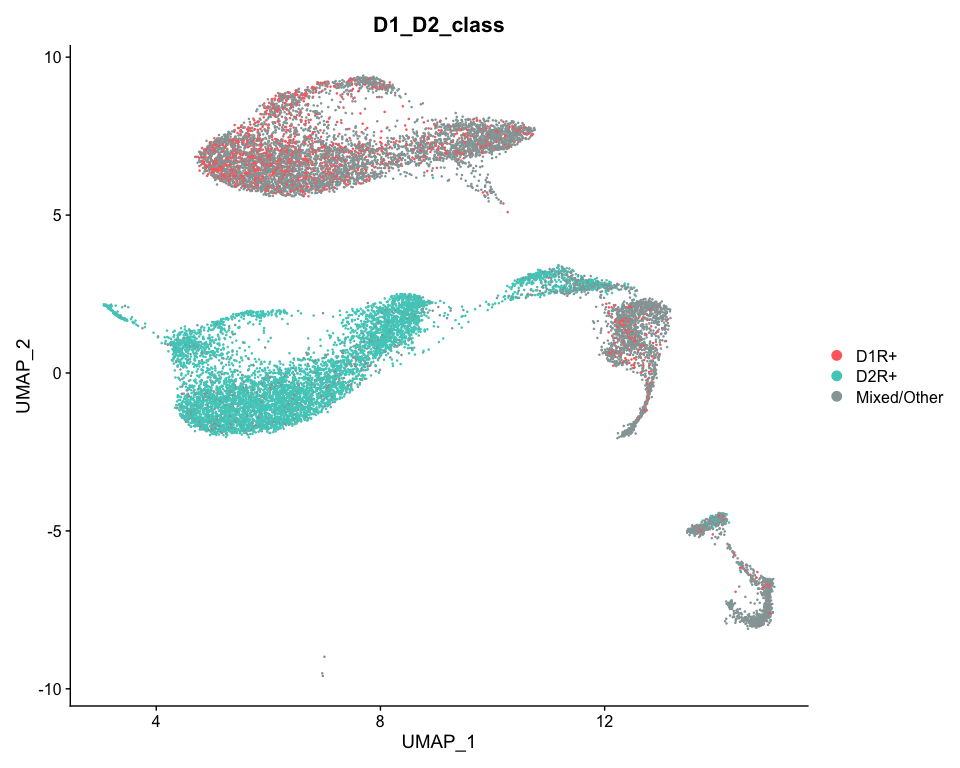 D1_D2_class
10
5
0
-5
-10
UMAP_2
4
8
12
UMAP_1
D1R+
D2R+
Mixed/Other